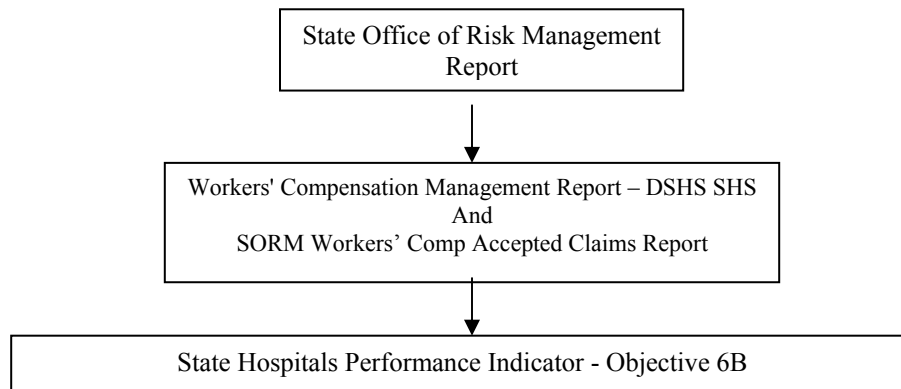 State Office of Risk Management
Report
Workers' Compensation Management Report – DSHS SHS
And
SORM Workers’ Comp Accepted Claims Report
State Hospitals Performance Indicator - Objective 6B